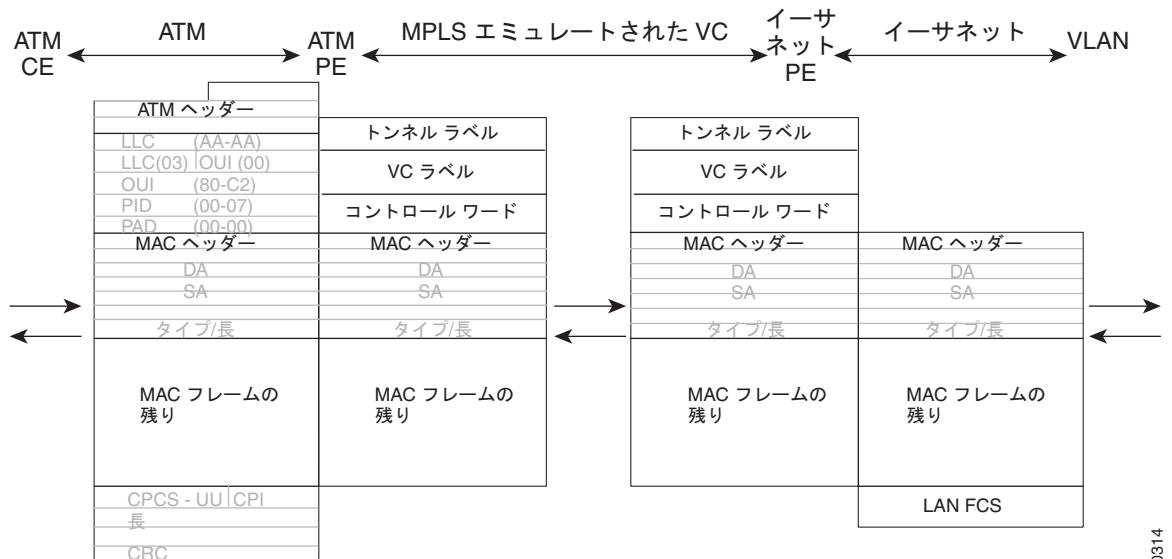 ATM
CE
ATM
ATM
PE
MPLS エミュレートされた VC
イーサ
ネット
PE
イーサネット
VLAN
ATM ヘッダー
LLC (AA-AA)
LLC(03) OUI (00)
OUI (80-C2)
PID (00-07)
PAD (00-00)
MAC ヘッダー
DA
SA
タイプ/長
MAC フレームの
残り
CPCS - UU CPI
長
CRC
トンネル ラベル
VC ラベル
コントロール ワード
MAC ヘッダー
DA
SA
タイプ/長
MAC フレームの
残り
トンネル ラベル
VC ラベル
コントロール ワード
MAC ヘッダー
DA
SA
タイプ/長
MAC フレームの
残り
MAC ヘッダー
DA
SA
タイプ/長
MAC フレームの
残り
LAN FCS